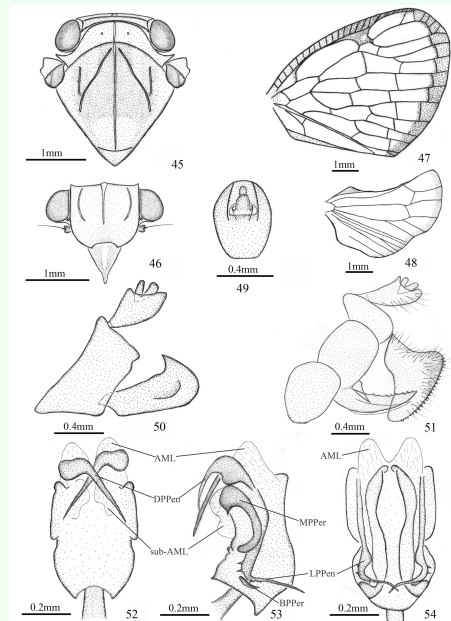 1mm
45
1mm
47
1mm
46
0.4mm
49
1mm
48
0.4mm
50
0.4mm
51
AML
DPPen
sub-AML
MPPer
LPPen
BPPer
AML
0.2mm
52
0.2mm
53
0.2mm
54